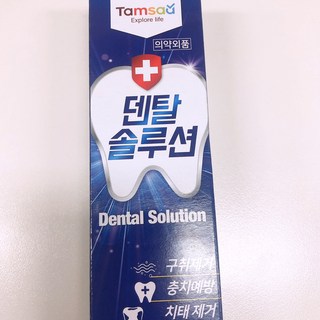 Tamsaä
Explore life
의약외품
덴탈
솔루션
Dental Solution
구취제거
충치예방
치태 제거